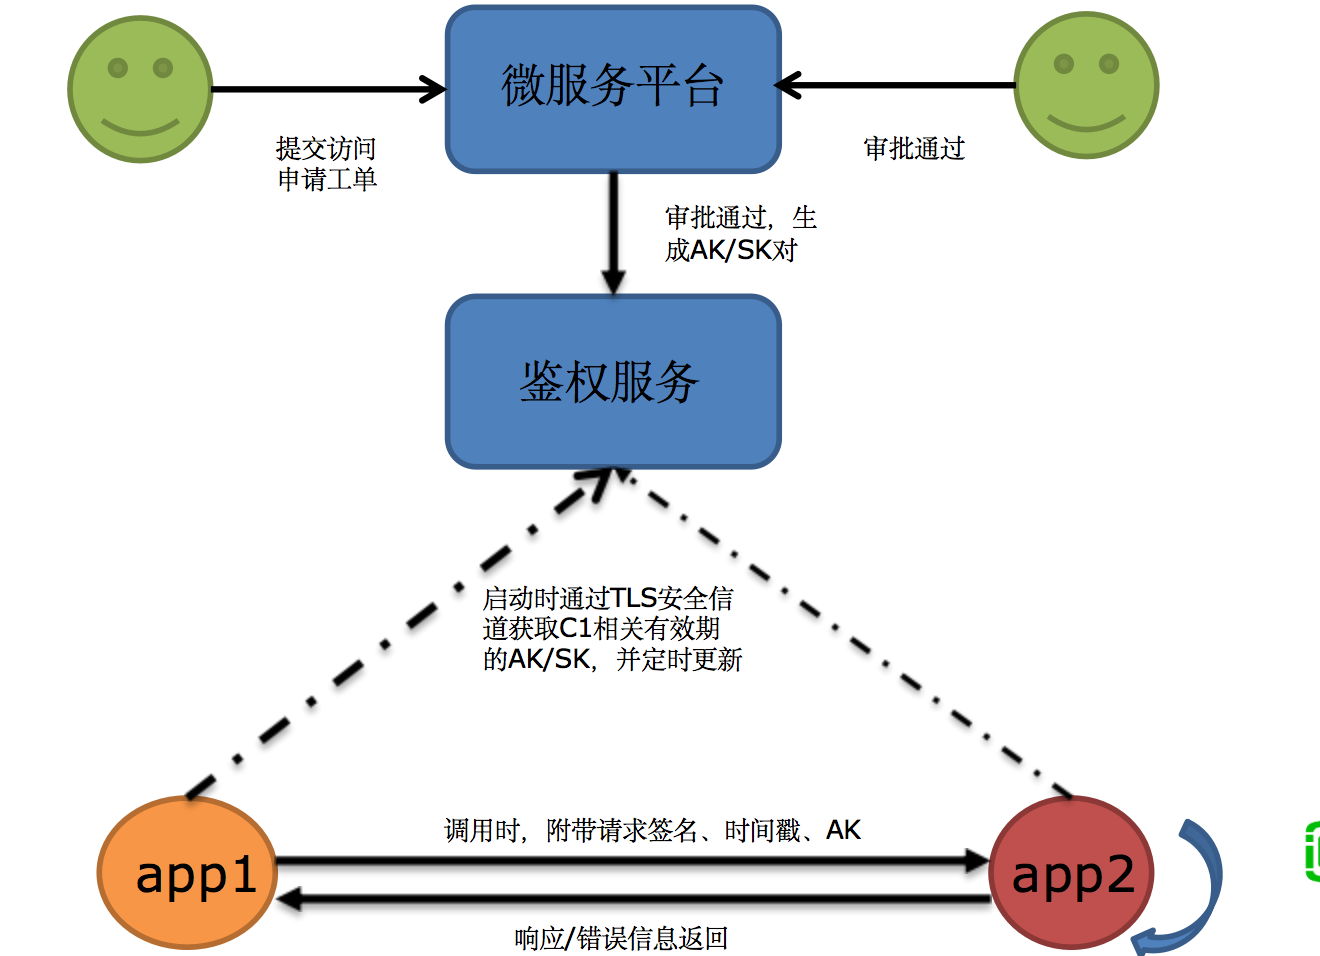 微服务平台
提交访问
申请工单
审批通过
审批通过，生
成AK/SK对
鉴权服务
启动时通过TLS安全信
道获取C1相关有效期
的AK/SK，并定时更新
调用时，附带请求签名、时间戳、AK
app1
app2
响应/错误信息返回